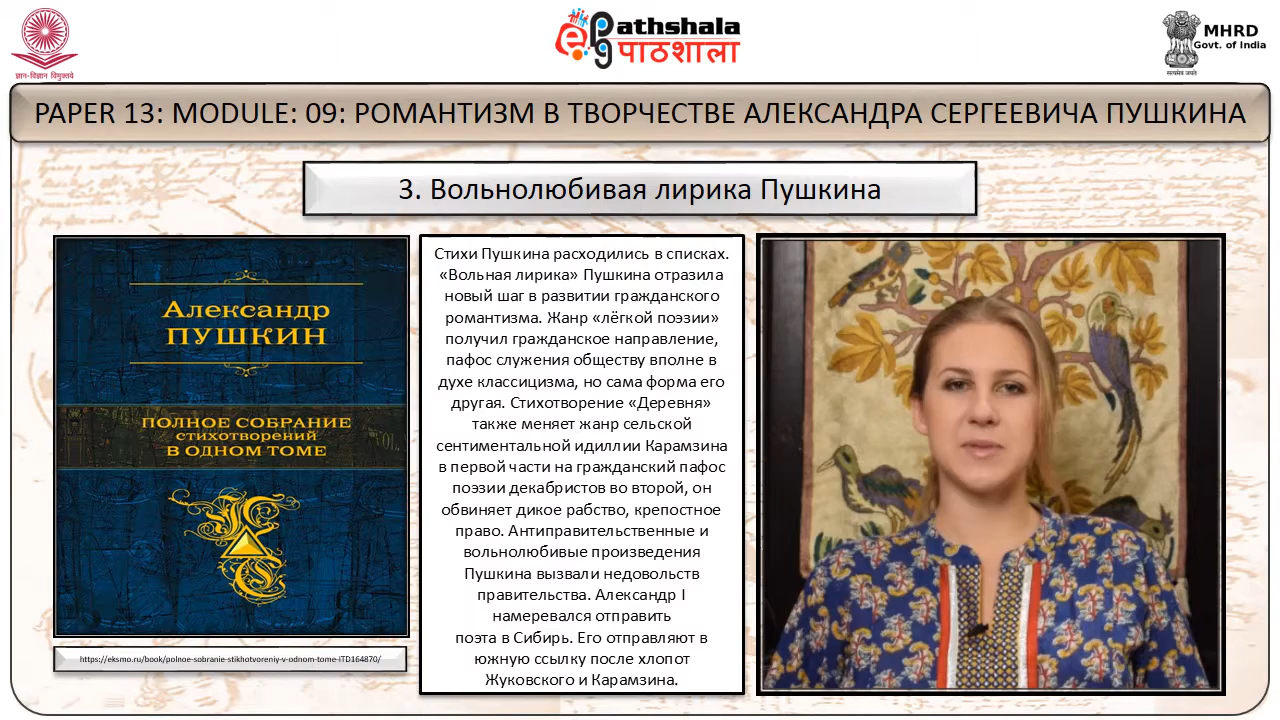 ज्ञान-विज्ञान विमुक्तये
ePathshala
पाठशाला
MHRD
Govt. of India
सत्यमेव जयते
PAPER 13: MODULE: 09: РОМАНТИЗМ В ТВОРЧЕСТВЕ АЛЕКСАНДРА СЕРГЕЕВИЧА ПУШКИНА
3. Вольнолюбивая лирика Пушкина
Александр
ПУШКИН
ПОЛНОЕ СОБРАНИЕ
СТИХОТВОРЕНИЙ
В ОДНОМ ТОМЕ
https://eksmo.ru/book/polnoe-sobranie-stikhotvoreniy-v-odnom-tome-ITD164870/
Стихи Пушкина расходились в списках.
«Вольная лирика» Пушкина отразила
новый шаг в развитии гражданского
романтизма. Жанр «лёгкой поэзии»
получил гражданское направление,
пафос служения обществу вполне в
духе классицизма, но сама форма его
другая. Стихотворение «Деревня»
также меняет жанр сельской
сентиментальной идиллии Карамзина
в первой части на гражданский пафос
поэзии декабристов во второй, он
обвиняет дикое рабство, крепостное
право. Антиправительственные и
вольнолюбивые произведения
Пушкина вызвали недовольств
правительства. Александр I
намеревался отправить
поэта в Сибирь. Его отправляют в
южную ссылку после хлопот
Жуковского и Карамзина.